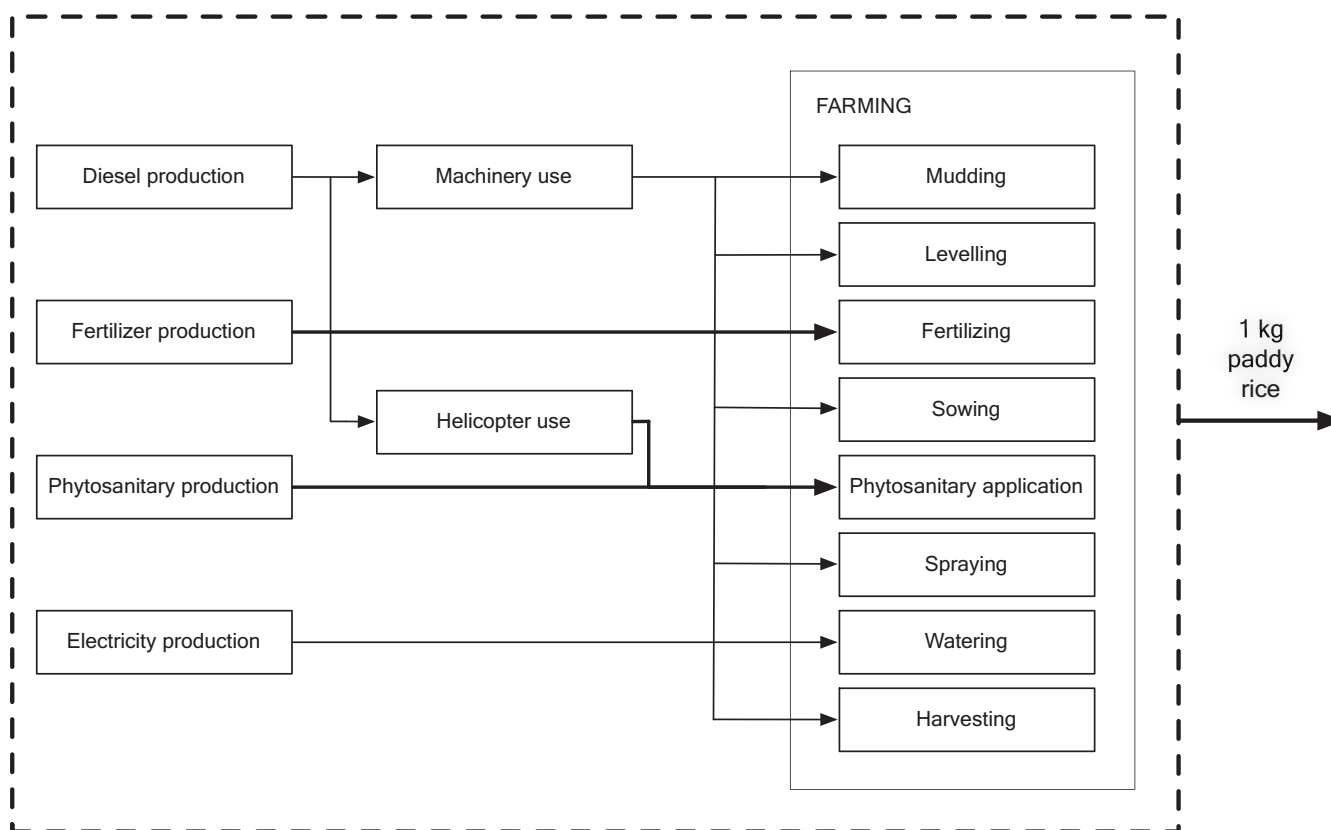 FARMING
Diesel production
Machinery use
Mudding
Levelling
Fertilizer production
Fertilizing
1 kg
paddy
rice
Sowing
Helicopter use
Phytosanitary production
Phytosanitary application
Spraying
Electricity production
Watering
Harvesting